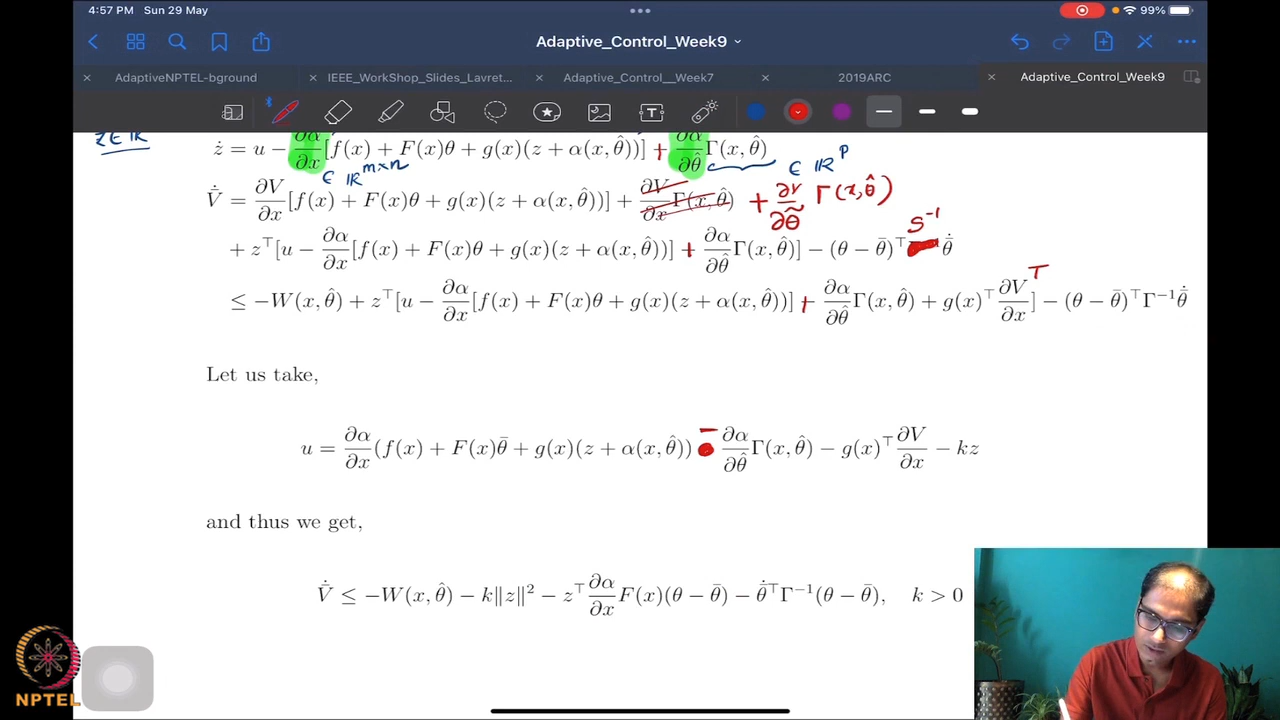 4:57 PM Sun 29 May 99%
Adaptive_Control_Week9
AdaptiveNPTEL-bground IEEE_WorkShop_Slides_Lavret... Adaptive_Control__Week7 2019ARC Adaptive_Control_Week9
z∈ℝ
ż = u − ∂α/∂x [f(x) + F(x)θ + g(x)(z + α(x, θ̂))] + ∂α/∂θ̂ Γ(x, θ̂)
∈ ℝ^{m×n} ∈ ℝ^p
V̄̇ = ∂V/∂x [f(x) + F(x)θ + g(x)(z + α(x, θ̂))] + ∂V/∂x Γ(x, θ̂) + ∂V/∂θ̃ Γ(x, θ̂)
+ z^⊤[u − ∂α/∂x [f(x) + F(x)θ + g(x)(z + α(x, θ̂))] + ∂α/∂θ̂ Γ(x, θ̂)] − (θ − θ̄)^⊤ S^{-1} θ̄̇
≤ −W(x, θ̂) + z^⊤[u − ∂α/∂x [f(x) + F(x)θ + g(x)(z + α(x, θ̂))] + ∂α/∂θ̂ Γ(x, θ̂) + g(x)^⊤ ∂V/∂x^T] − (θ − θ̄)^⊤ Γ^{−1} θ̄̇
Let us take,
u = ∂α/∂x (f(x) + F(x)θ̄ + g(x)(z + α(x, θ̂)) − ∂α/∂θ̂ Γ(x, θ̂) − g(x)^⊤ ∂V/∂x − kz
and thus we get,
V̄̇ ≤ −W(x, θ̂) − k‖z‖² − z^⊤ ∂α/∂x F(x)(θ − θ̄) − θ̄̇^⊤ Γ^{−1}(θ − θ̄), k > 0
NPTEL